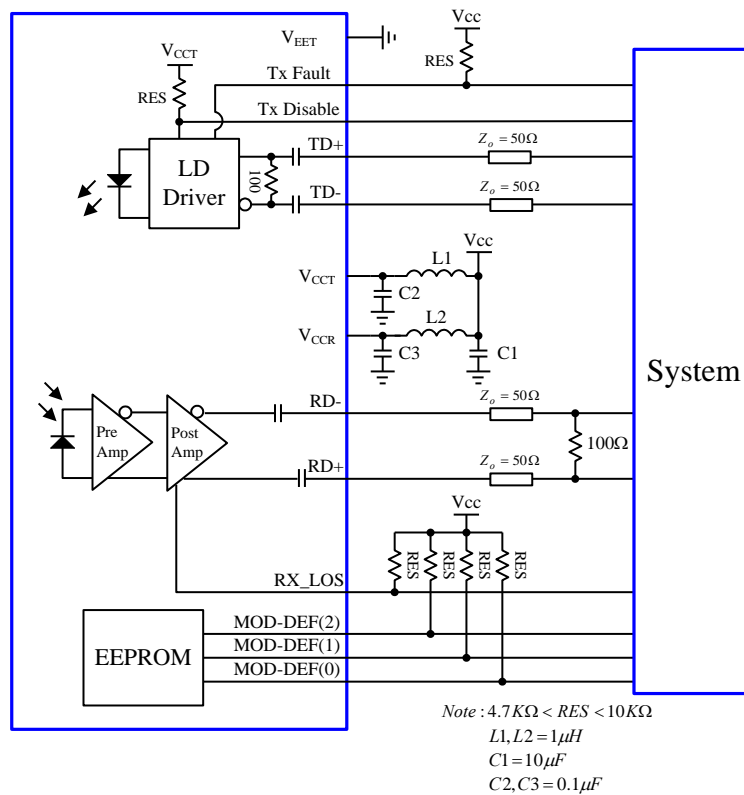 V_EET
Vcc
V_CCT
RES
Tx Fault
RES
Tx Disable
LD
Driver
100
TD+
Z_o = 50Ω
TD-
Z_o = 50Ω
Vcc
V_CCT
L1
C2
V_CCR
L2
C3
C1
System
RD-
Z_o = 50Ω
Pre
Amp
Post
Amp
100Ω
RD+
Z_o = 50Ω
Vcc
RES
RES
RES
RES
RX_LOS
EEPROM
MOD-DEF(2)
MOD-DEF(1)
MOD-DEF(0)
Note : 4.7KΩ < RES < 10KΩ
L1, L2 = 1μH
C1 = 10μF
C2, C3 = 0.1μF